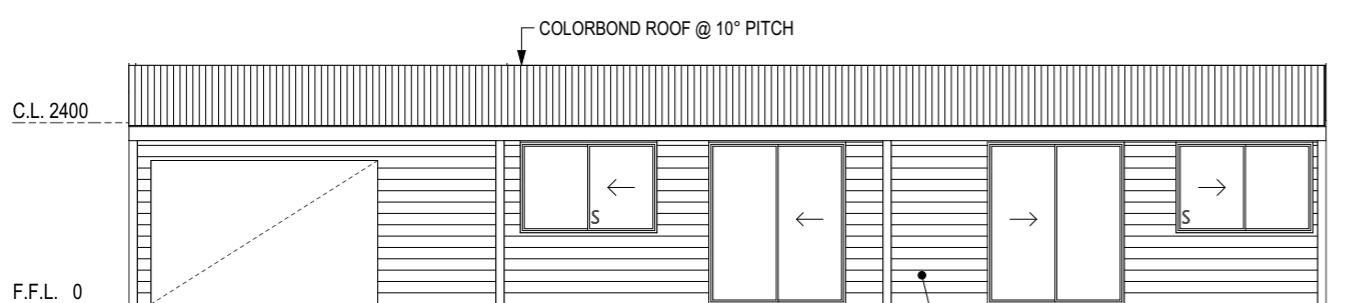 COLORBOND ROOF @ 10° PITCH
C.L. 2400
S
S
F.F.L. 0